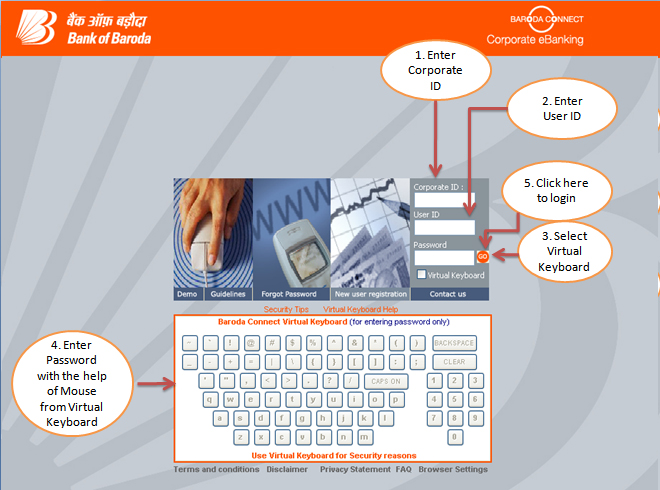 बैंक ऑफ़ बड़ौदा
Bank of Baroda
BARODA CONNECT
Corporate eBanking
1. Enter
Corporate
ID
2. Enter
User ID
5. Click here
to login
3. Select
Virtual
Keyboard
WWW
Corporate ID :
User ID
Password
GO
Virtual Keyboard
Demo Guidelines Forgot Password New user registration Contact us
Security Tips Virtual Keyboard Help
4. Enter
Password
with the help
of Mouse
from Virtual
Keyboard
Baroda Connect Virtual Keyboard (for entering password only)
~ ` ! @ # $ % ^ & * ( ) BACKSPACE
_ - + = | \ { } [ ] : ; CLEAR
' " , < > . ? / CAPS ON 1 2 3
q w e r t y u i o p 4 5 6
a s d f g h j k l 7 8 9
z x c v b n m 0
Use Virtual Keyboard for Security reasons
Terms and conditions Disclaimer Privacy Statement FAQ Browser Settings